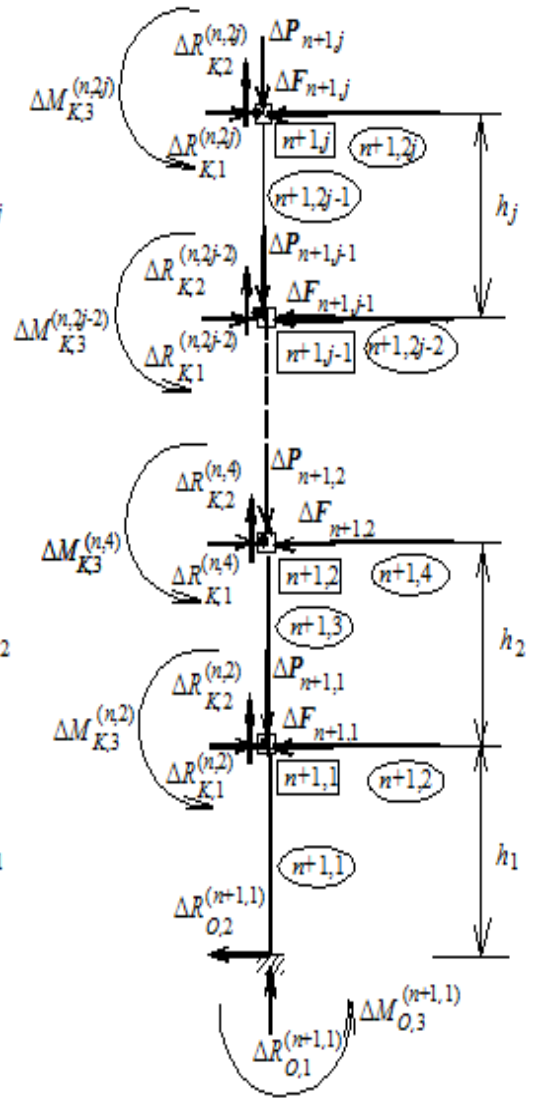 ΔP_{n+1,j}
ΔR_{K,2}^{(n,2j)}
ΔF_{n+1,j}
ΔM_{K,3}^{(n,2j)}
ΔR_{K,1}^{(n,2j)}
n+1,j
n+1,2j
n+1,2j-1
j
h_j
ΔP_{n+1,j-1}
ΔR_{K,2}^{(n,2j-2)}
ΔF_{n+1,j-1}
ΔM_{K,3}^{(n,2j-2)}
ΔR_{K,1}^{(n,2j-2)}
n+1,j-1
n+1,2j-2
ΔP_{n+1,2}
ΔR_{K,2}^{(n,4)}
ΔF_{n+1,2}
ΔM_{K,3}^{(n,4)}
ΔR_{K,1}^{(n,4)}
n+1,2
n+1,4
n+1,3
2
h_2
ΔP_{n+1,1}
ΔR_{K,2}^{(n,2)}
ΔF_{n+1,1}
ΔM_{K,3}^{(n,2)}
ΔR_{K,1}^{(n,2)}
n+1,1
n+1,2
n+1,1
1
h_1
ΔR_{O,2}^{(n+1,1)}
ΔM_{O,3}^{(n+1,1)}
ΔR_{O,1}^{(n+1,1)}